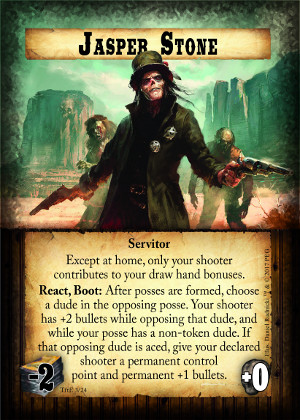 JASPER STONE
Servitor
Except at home, only your shooter
contributes to your draw hand bonuses.
React, Boot: After posses are formed, choose
a dude in the opposing posse. Your shooter
has +2 bullets while opposing that dude, and
while your posse has a non-token dude. If
that opposing dude is aced, give your declared
shooter a permanent control
point and permanent +1 bullets.
-2
+0